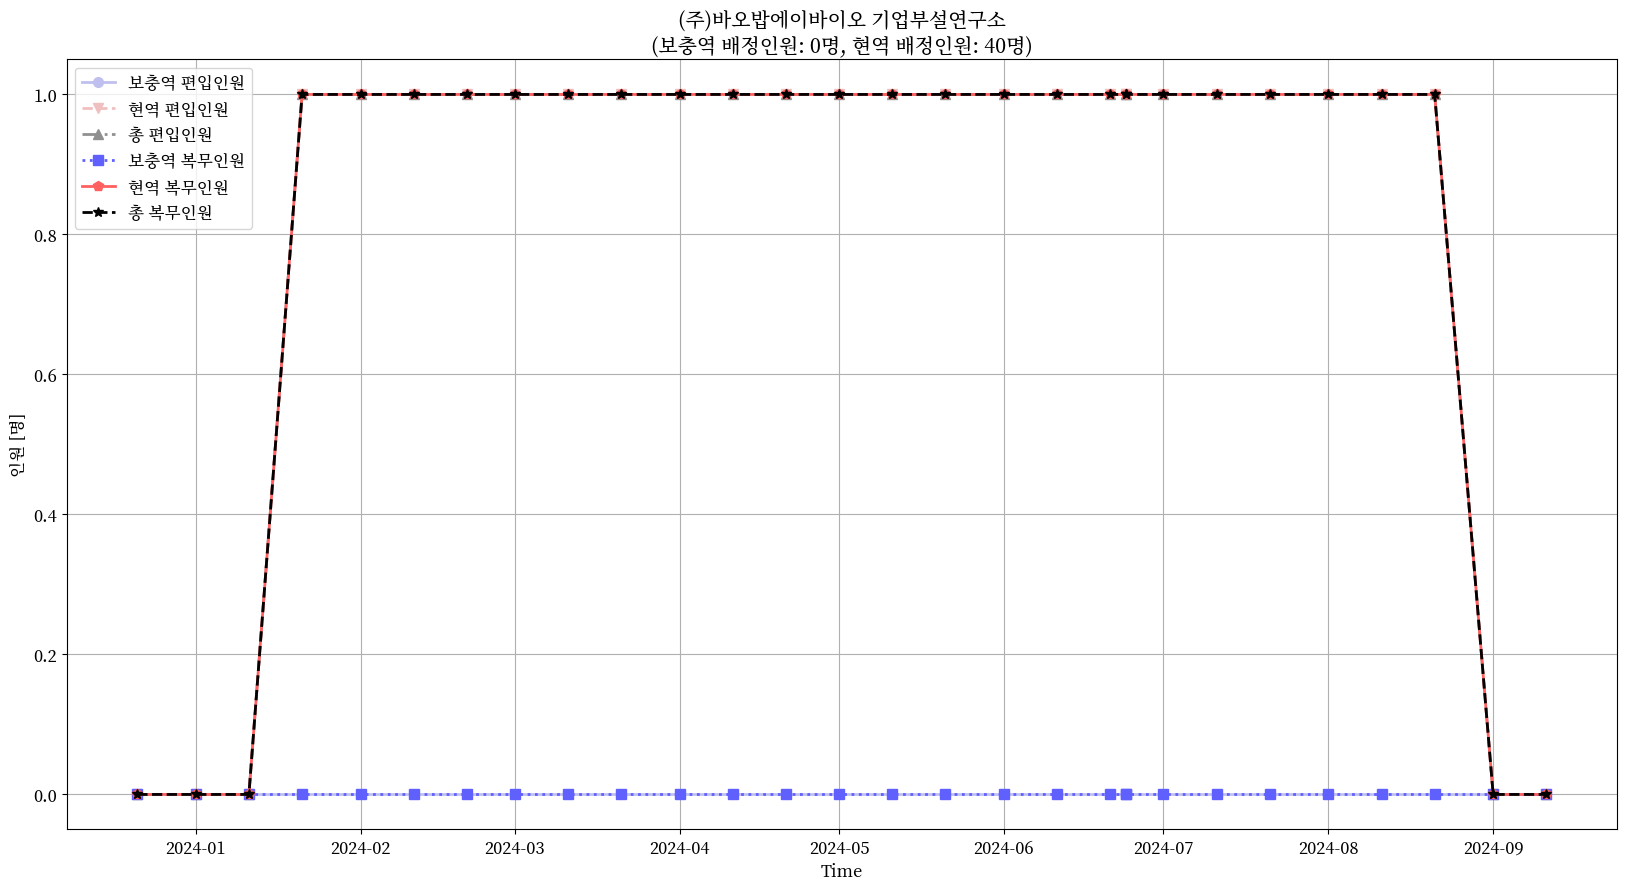 (주)바오밥에이바이오 기업부설연구소
(보충역 배정인원: 0명, 현역 배정인원: 40명)
보충역 편입인원
현역 편입인원
총 편입인원
보충역 복무인원
현역 복무인원
총 복무인원
1.0
0.8
0.6
0.4
0.2
0.0
인원 [명]
2024-01
2024-02
2024-03
2024-04
2024-05
2024-06
2024-07
2024-08
2024-09
Time